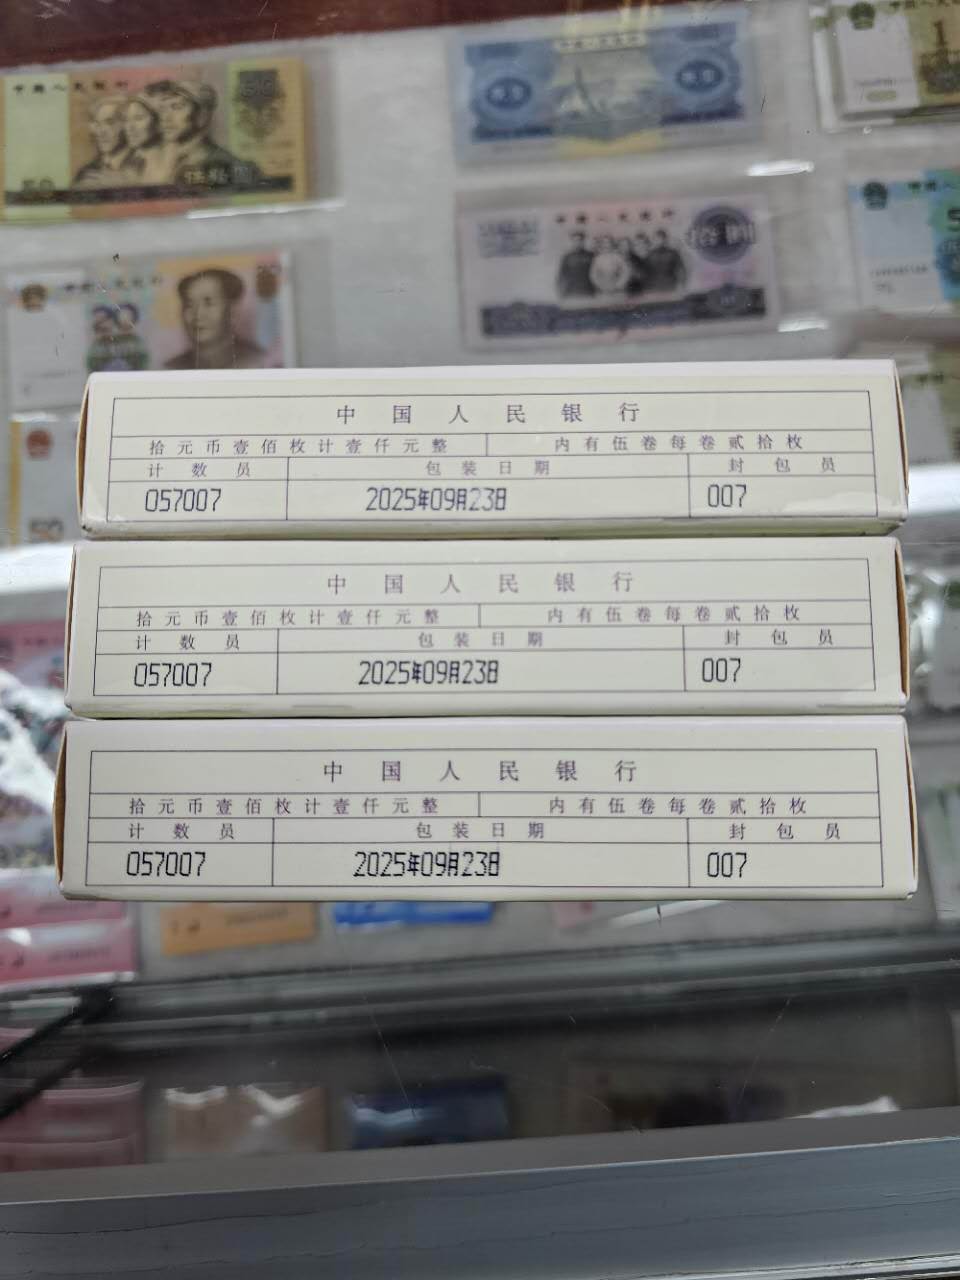 中国人民银行
拾元币壹佰枚计壹仟元整 内有伍卷每卷贰拾枚
计数员 包装日期 封包员
057007 2025年09月23日 007
中国人民银行
拾元币壹佰枚计壹仟元整 内有伍卷每卷贰拾枚
计数员 包装日期 封包员
057007 2025年09月23日 007
中国人民银行
拾元币壹佰枚计壹仟元整 内有伍卷每卷贰拾枚
计数员 包装日期 封包员
057007 2025年09月23日 007